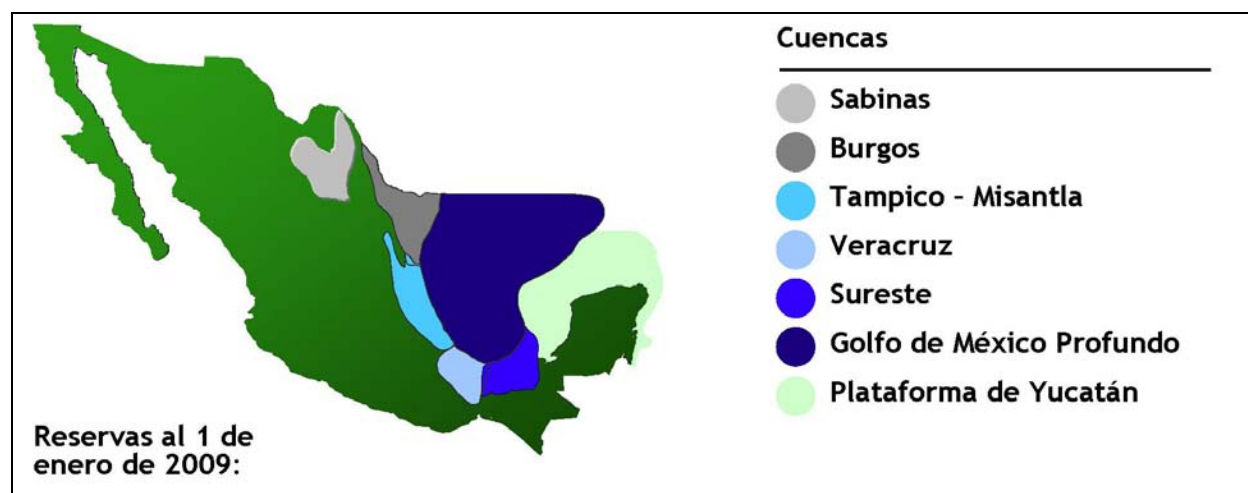 Cuencas
Sabinas
Burgos
Tampico - Misantla
Veracruz
Sureste
Golfo de México Profundo
Plataforma de Yucatán
Reservas al 1 de
enero de 2009: